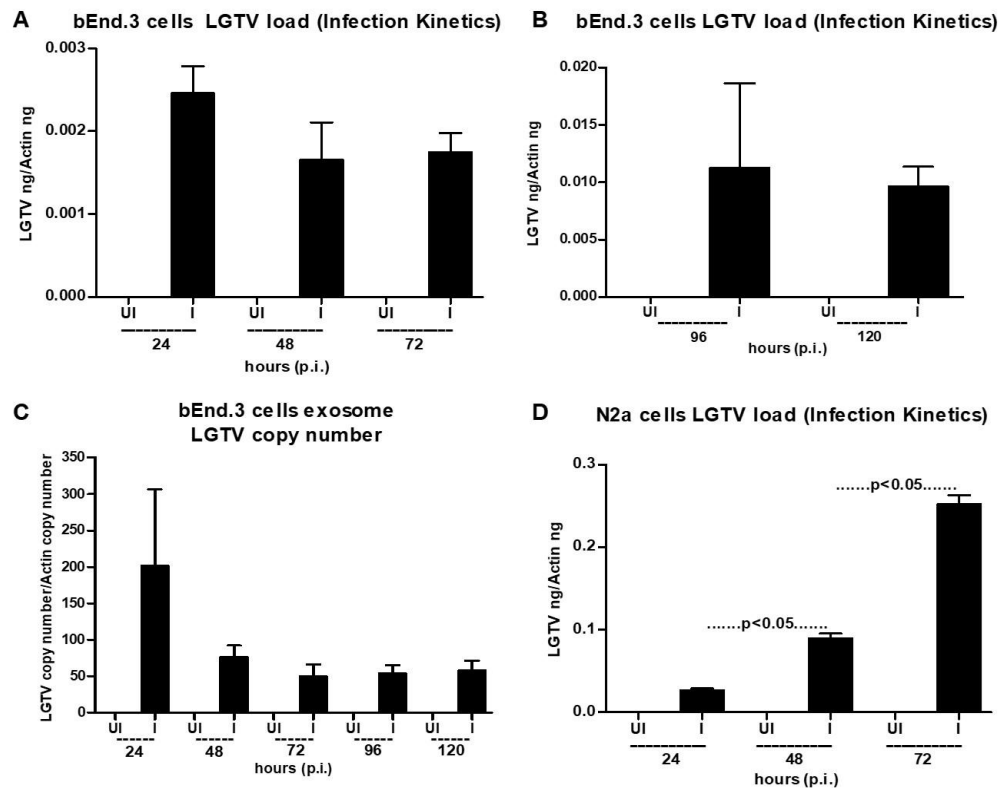 A
bEnd.3 cells LGTV load (Infection Kinetics)
LGTV ng/Actin ng
0.003
0.002
0.001
0.000
UI I UI I UI I
24 48 72
hours (p.i.)
B
bEnd.3 cells LGTV load (Infection Kinetics)
LGTV ng/Actin ng
0.020
0.015
0.010
0.005
0.000
UI I UI I
96 120
hours (p.i.)
C
bEnd.3 cells exosome
LGTV copy number
LGTV copy number/Actin copy number
350
300
250
200
150
100
50
0
UI I UI I UI I UI I UI I
24 48 72 96 120
hours (p.i.)
D
N2a cells LGTV load (Infection Kinetics)
LGTV ng/Actin ng
0.3
0.2
0.1
0.0
.......p<0.05.......
.......p<0.05.......
UI I UI I UI I
24 48 72
hours (p.i.)